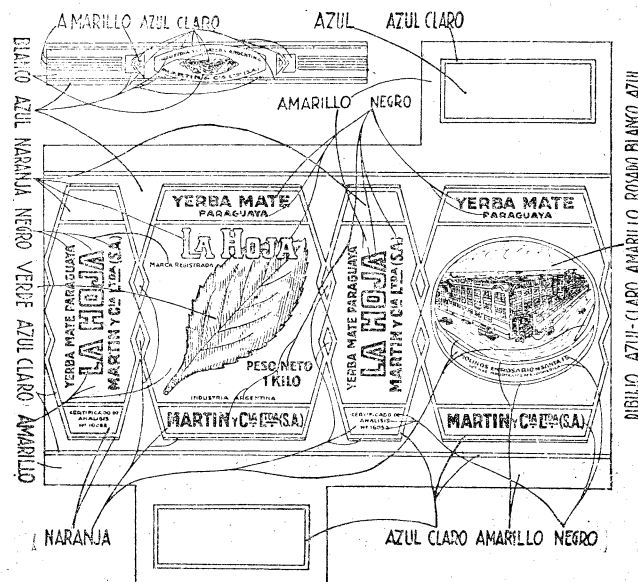 AMARILLO AZUL CLARO
AZUL
AZUL CLARO
BLANCO AZUL NARANJA NEGRO VERDE AZUL CLARO AMARILLO
MARTIN Y Cia Ltda
AMARILLO NEGRO
YERBA MATE PARAGUAYA
LA HOJA
MARTIN Y Cia Ltda (S.A.)
CERTIFICADO DE
ANALISIS
YERBA MATE
PARAGUAYA
LA HOJA
MARCA REGISTRADA
PESO NETO
1 KILO
INDUSTRIA ARGENTINA
MARTIN Y Cia Ltda (S.A.)
YERBA MATE PARAGUAYA
LA HOJA
MARTIN Y Cia Ltda (S.A.)
CERTIFICADO DE
ANALISIS
YERBA MATE
PARAGUAYA
MARTIN Y Cia Ltda (S.A.)
DIBUJO AZUL-CLARO AMARILLO ROSADO BLANCO AZUL
NARANJA
AZUL CLARO AMARILLO NEGRO